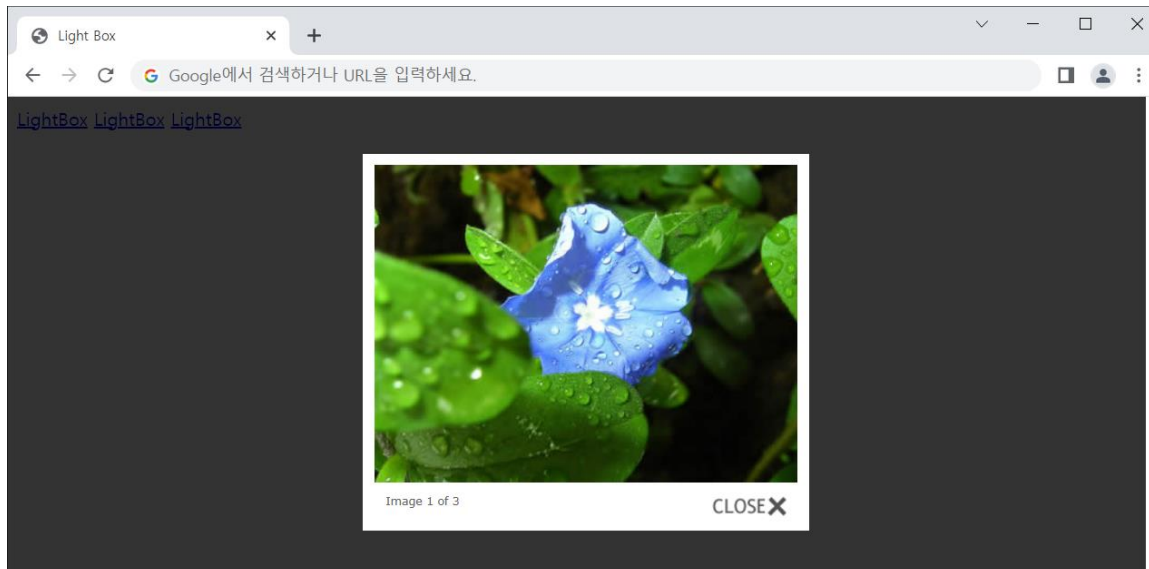 Light Box
Google에서 검색하거나 URL을 입력하세요.
LightBox LightBox LightBox
Image 1 of 3
CLOSE